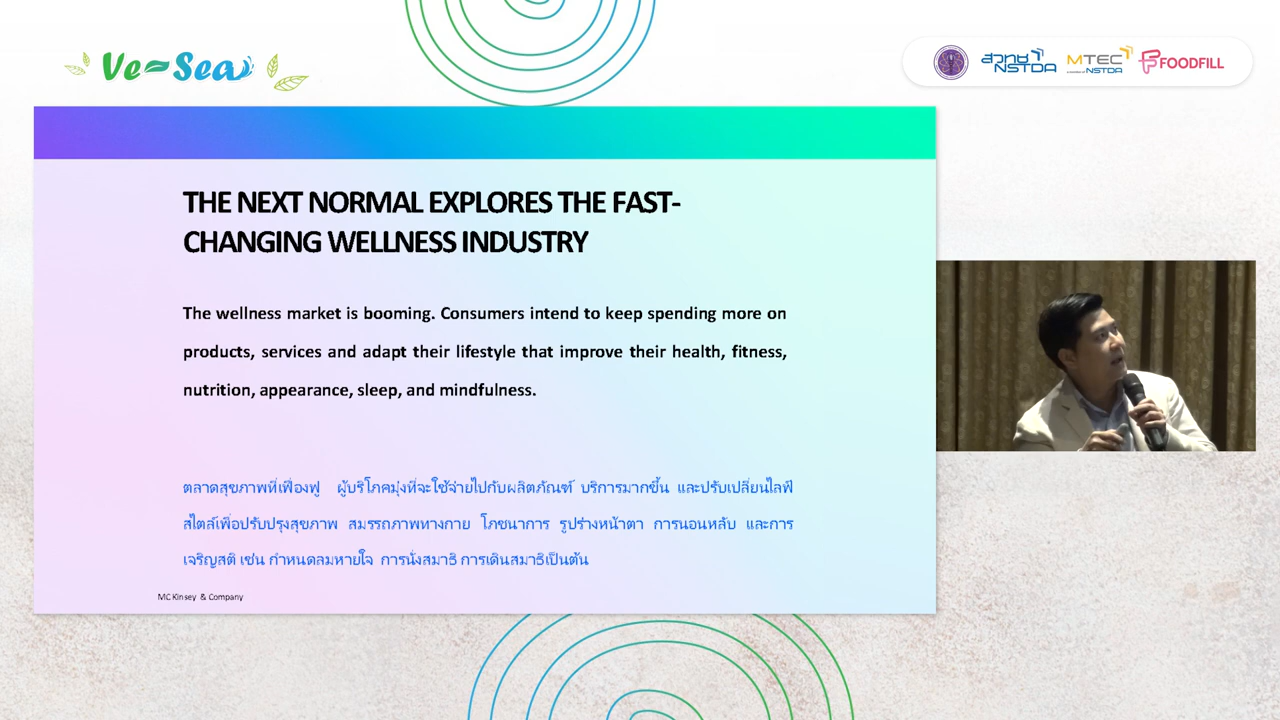 Ve-Sea
สวทช
NSTDA
MTEC
a member of NSTDA
FOODFILL
THE NEXT NORMAL EXPLORES THE FAST-
CHANGING WELLNESS INDUSTRY
The wellness market is booming. Consumers intend to keep spending more on
products, services and adapt their lifestyle that improve their health, fitness,
nutrition, appearance, sleep, and mindfulness.
ตลาดสุขภาพที่เฟื่องฟู ผู้บริโภคมุ่งที่จะใช้จ่ายไปกับผลิตภัณฑ์ บริการมากขึ้น และปรับเปลี่ยนไลฟ์
สไตล์เพื่อปรับปรุงสุขภาพ สมรรถภาพทางกาย โภชนาการ รูปร่างหน้าตา การนอนหลับ และการ
เจริญสติ เช่น กำหนดลมหายใจ การนั่งสมาธิ การเดินสมาธิเป็นต้น
MC Kinsey & Company